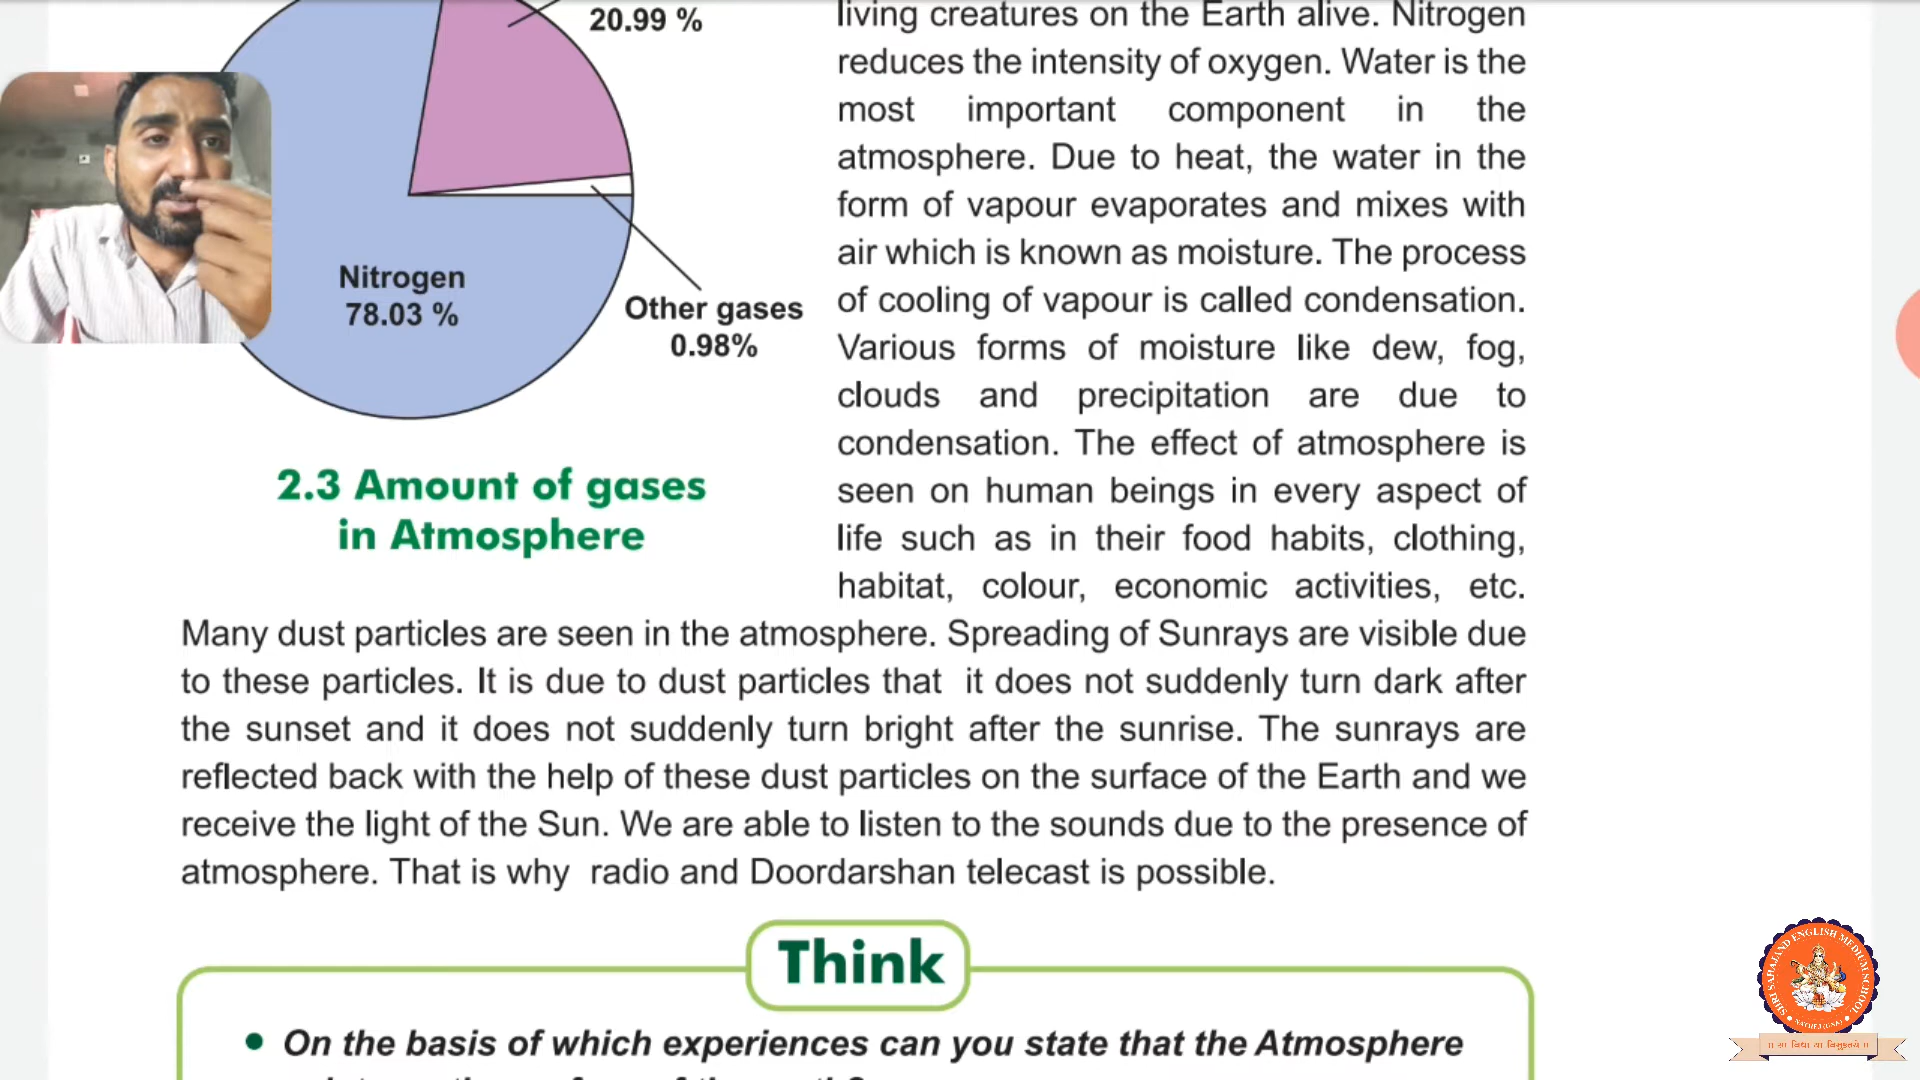 20.99 %
Nitrogen
78.03 %
Other gases
0.98%
2.3 Amount of gases
in Atmosphere
living creatures on the Earth alive. Nitrogen
reduces the intensity of oxygen. Water is the
most important component in the
atmosphere. Due to heat, the water in the
form of vapour evaporates and mixes with
air which is known as moisture. The process
of cooling of vapour is called condensation.
Various forms of moisture like dew, fog,
clouds and precipitation are due to
condensation. The effect of atmosphere is
seen on human beings in every aspect of
life such as in their food habits, clothing,
habitat, colour, economic activities, etc.
Many dust particles are seen in the atmosphere. Spreading of Sunrays are visible due
to these particles. It is due to dust particles that it does not suddenly turn dark after
the sunset and it does not suddenly turn bright after the sunrise. The sunrays are
reflected back with the help of these dust particles on the surface of the Earth and we
receive the light of the Sun. We are able to listen to the sounds due to the presence of
atmosphere. That is why radio and Doordarshan telecast is possible.
Think
• On the basis of which experiences can you state that the Atmosphere
SHRI SAHAJANAND ENGLISH MEDIUM SCHOOL
॥ सा विद्या या विमुक्तये ॥